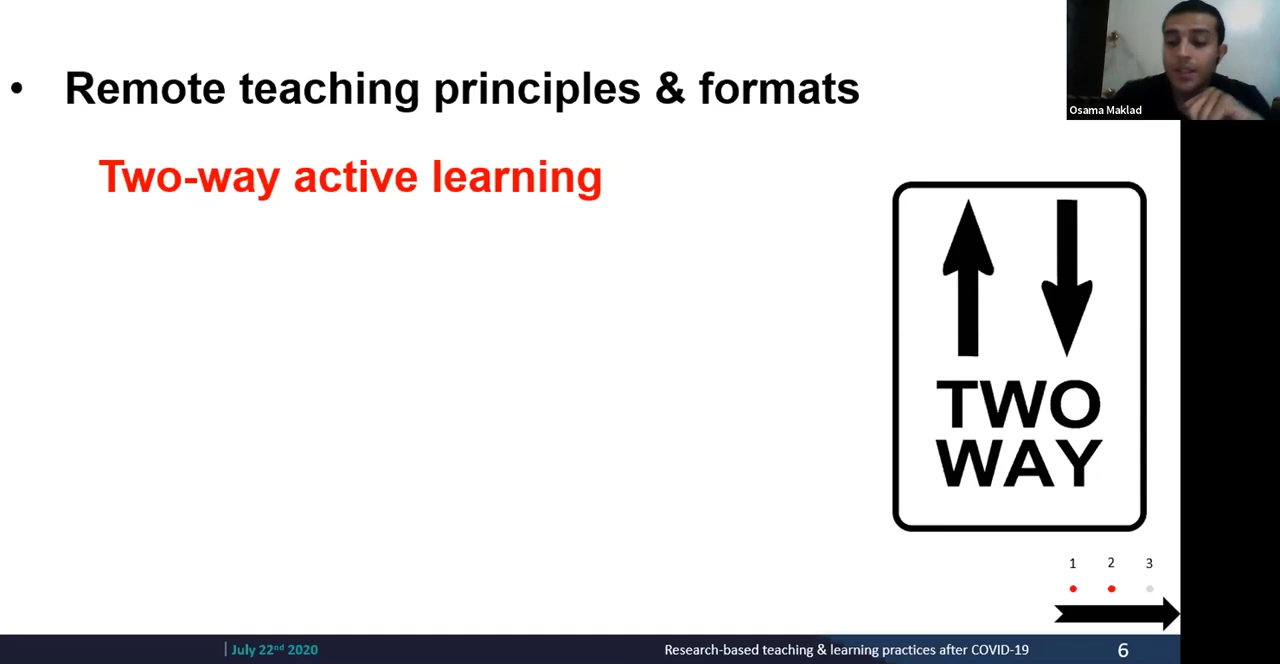 • Remote teaching principles & formats
Osama Maklad
Two-way active learning
TWO
WAY
1 2 3
July 22nd 2020
Research-based teaching & learning practices after COVID-19
6